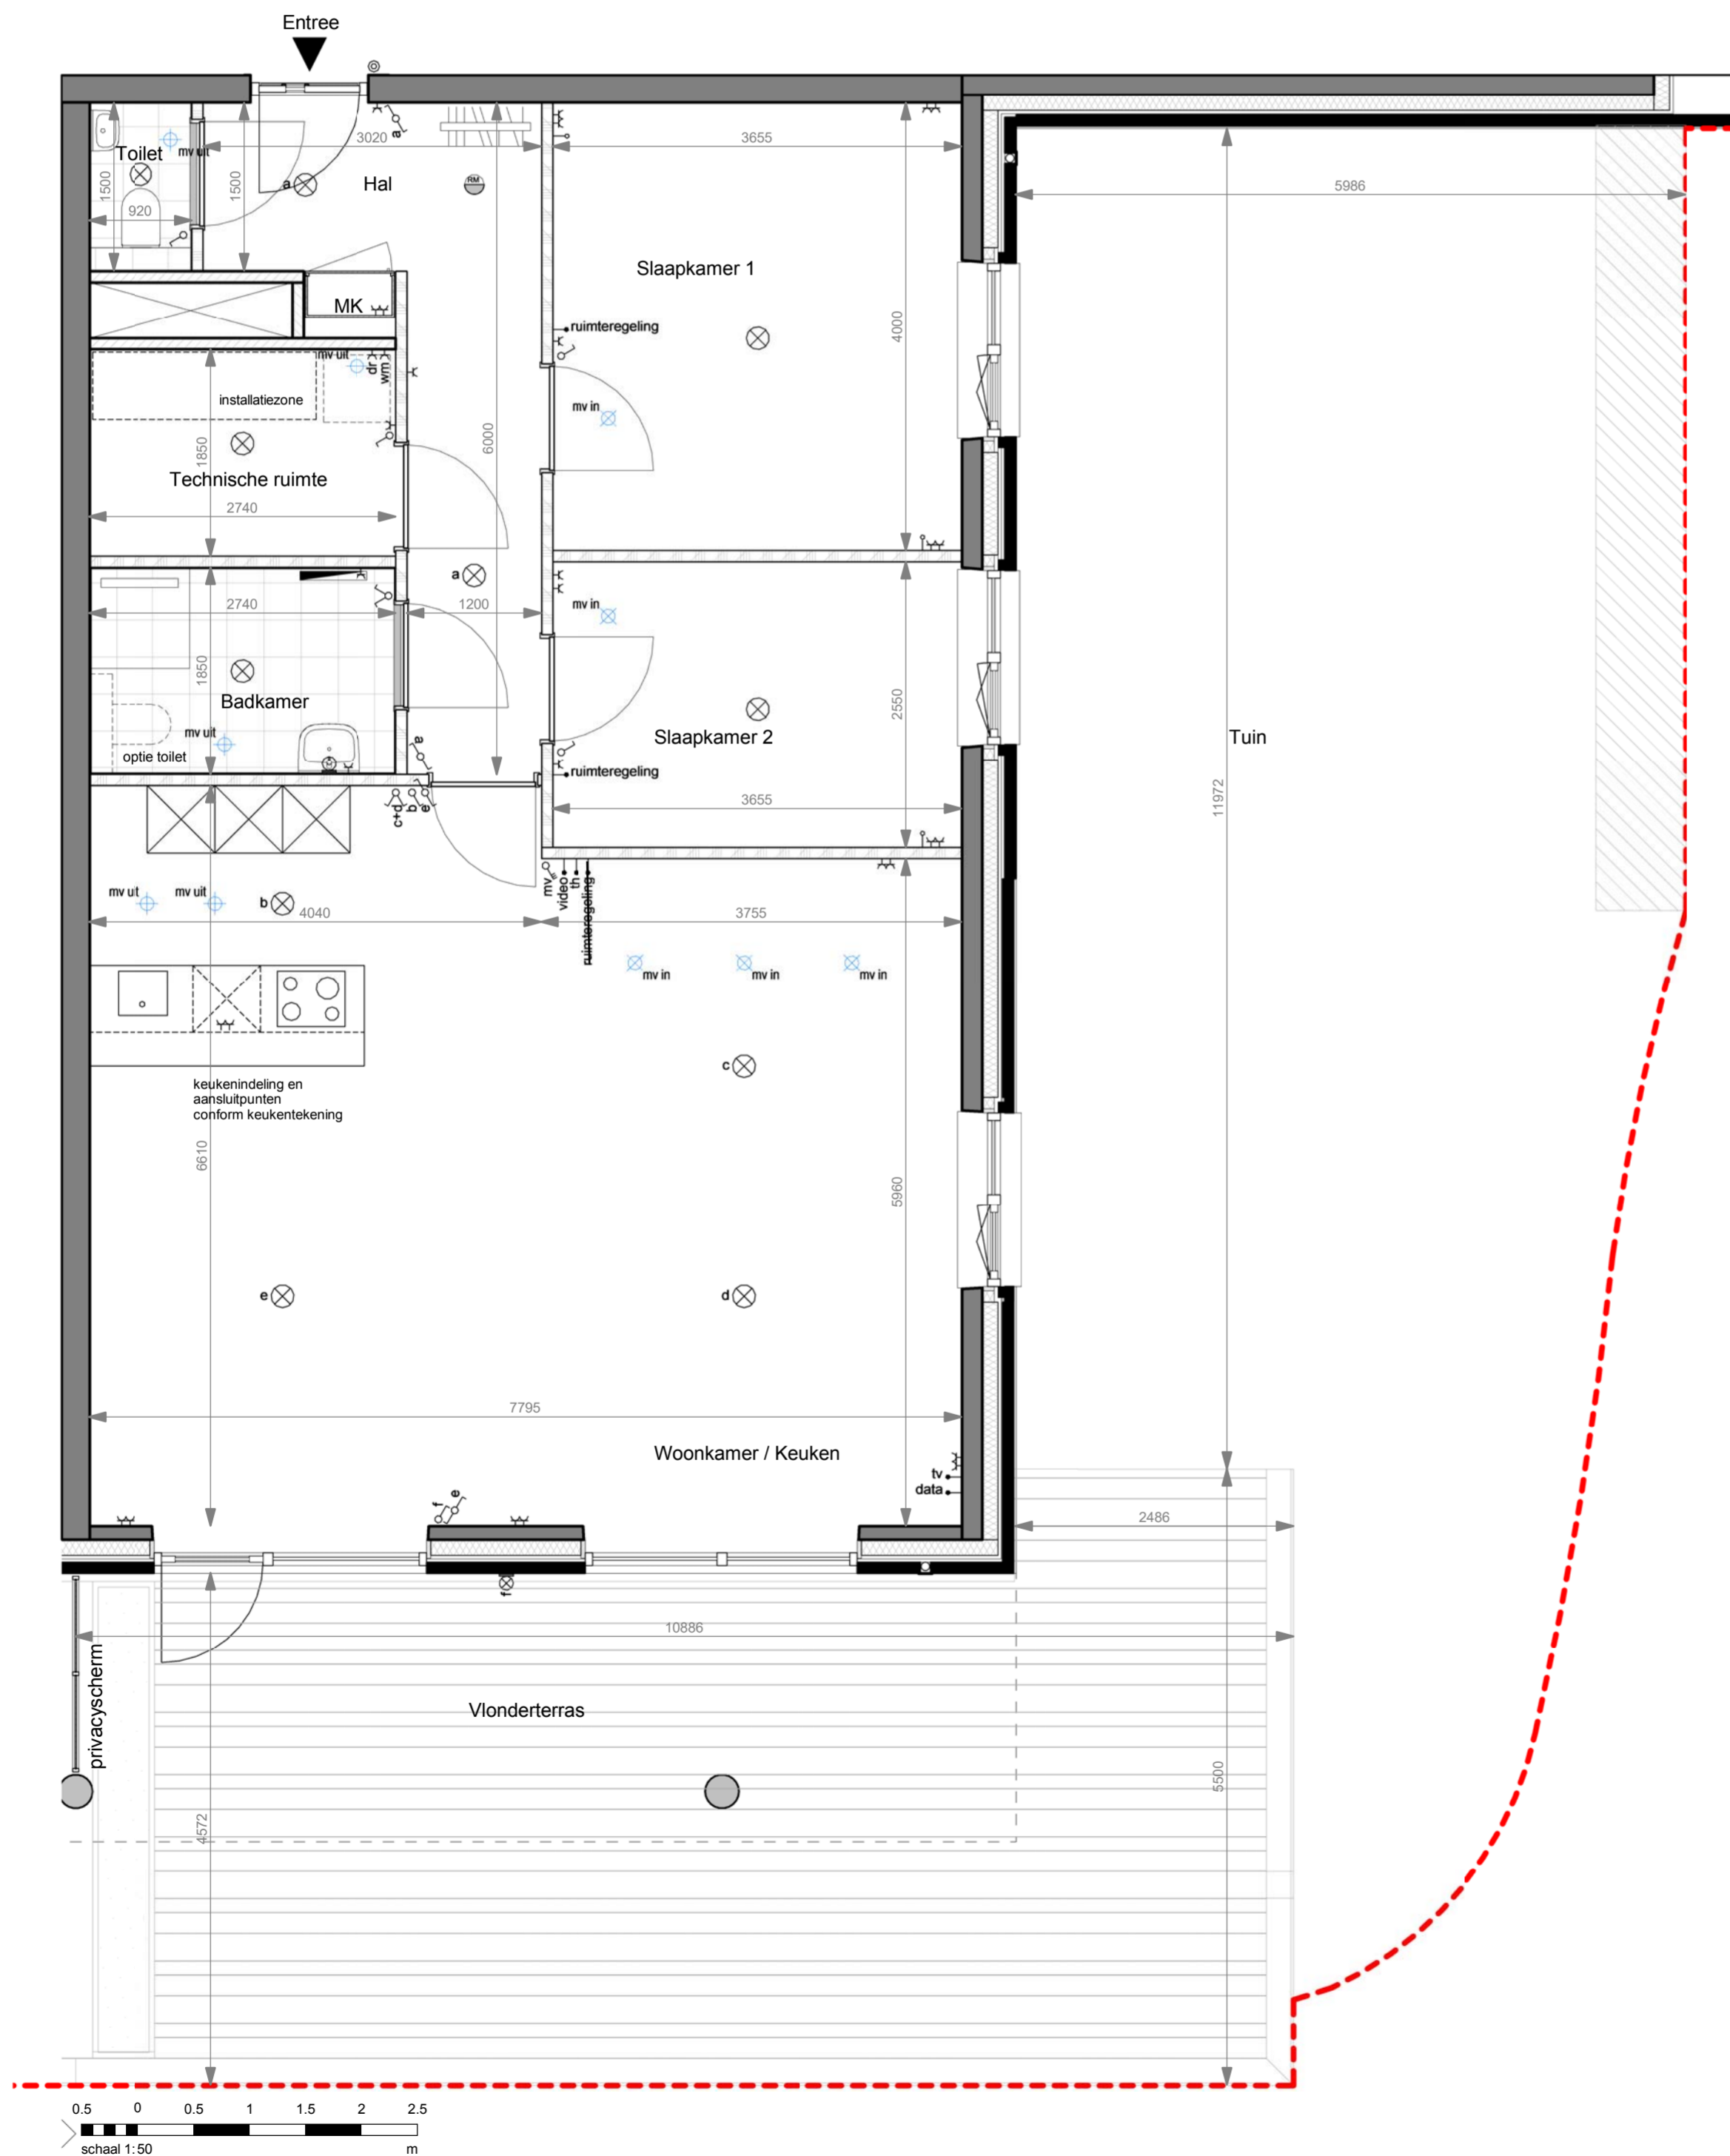 Entree
3020
3655
Toilet
mv uit
a
1500
1500
920
a
Hal
RM
5986
Slaapkamer 1
MK
ruimteregeling
4000
mv uit
dr
wm
installatiezone
mv in
6000
1850
Technische ruimte
2740
a
2740
1200
mv in
1850
Badkamer
2550
mv uit
optie toilet
a
Slaapkamer 2
Tuin
ruimteregeling
3655
11972
c+d
b
e
mv
video
th
ruimteregeling
mv uit
mv uit
b
4040
3755
mv in
mv in
mv in
c
keukenindeling en
aansluitpunten
conform keukentekening
6610
5960
e
d
7795
Woonkamer / Keuken
tv
data
f
e
2486
f
10886
privacyscherm
Vlonderterras
5500
4572
0.5 0 0.5 1 1.5 2 2.5
schaal 1:50 m